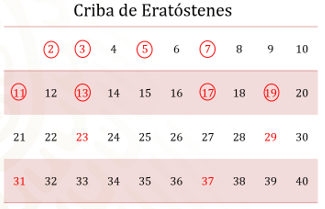 Criba de Eratóstenes
2 3 4 5 6 7 8 9 10
11 12 13 14 15 16 17 18 19 20
21 22 23 24 25 26 27 28 29 30
31 32 33 34 35 36 37 38 39 40